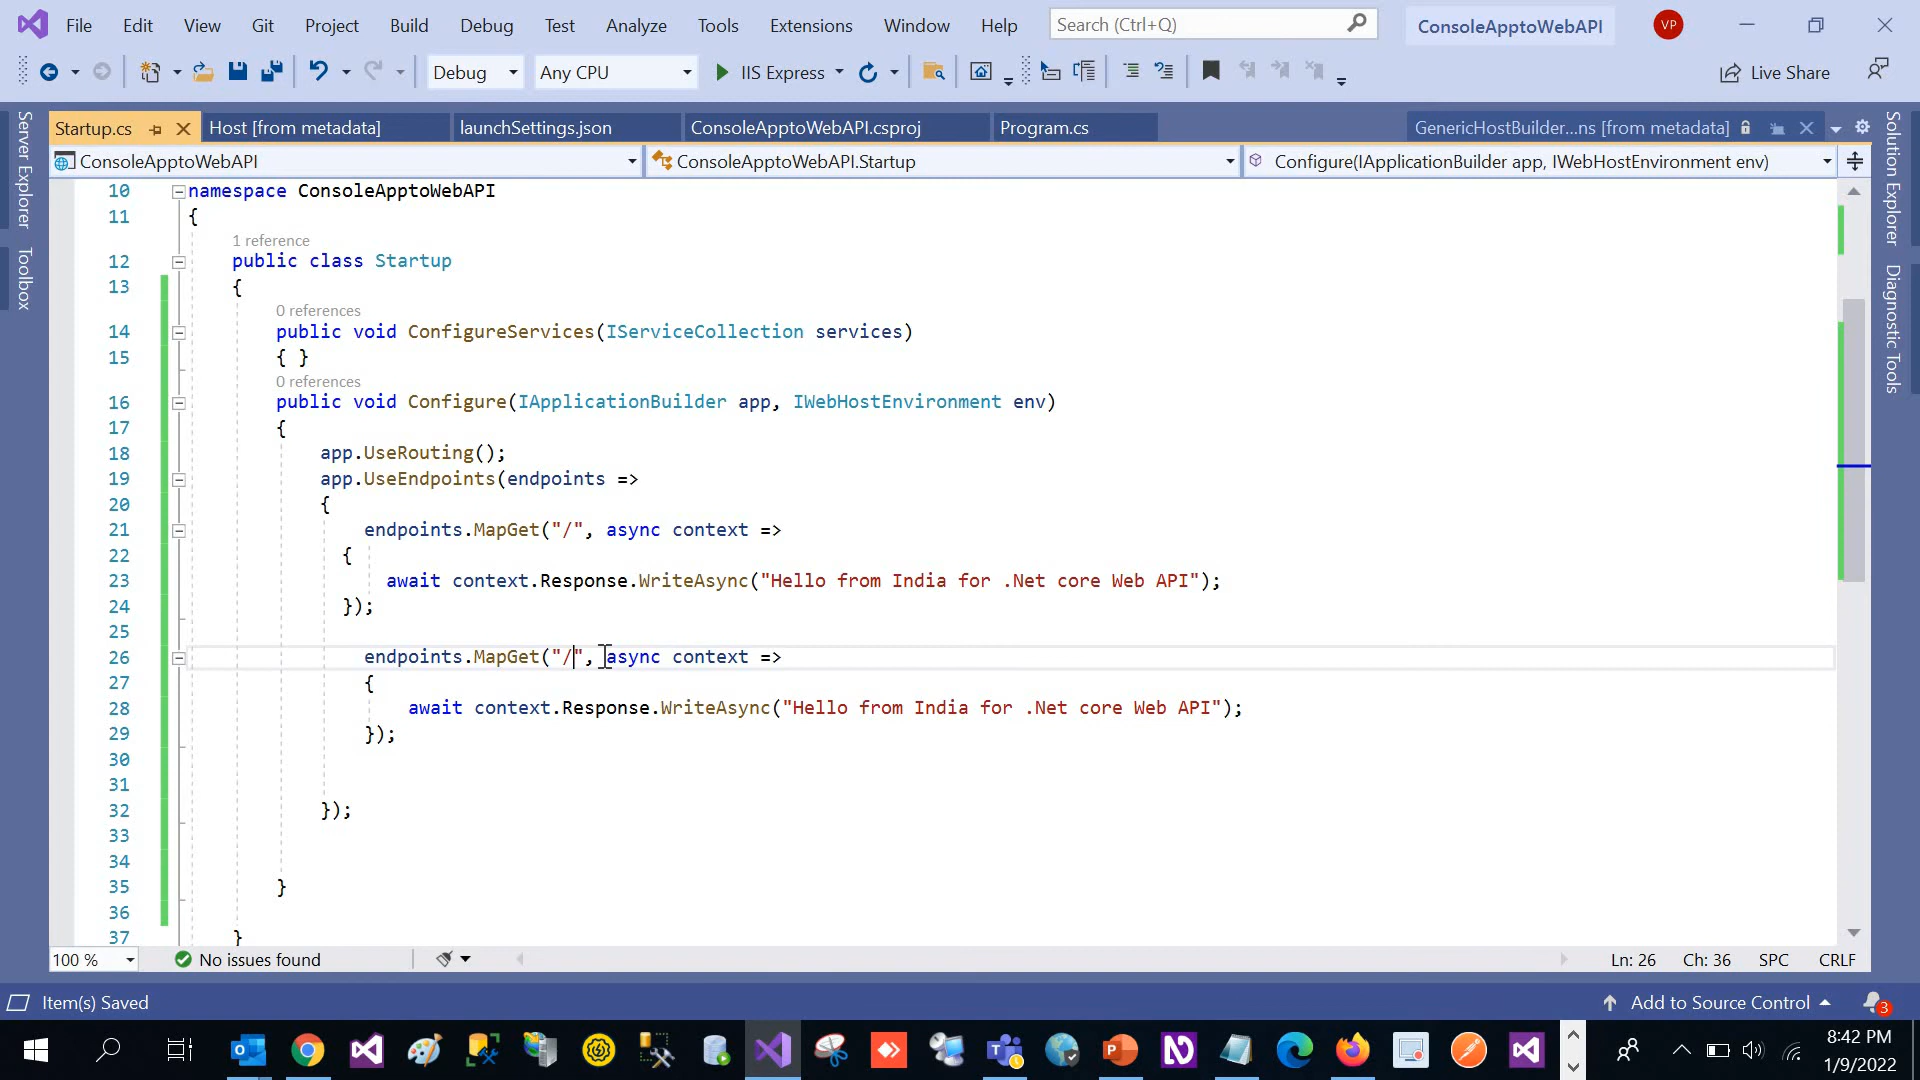 File Edit View Git Project Build Debug Test Analyze Tools Extensions Window Help Search (Ctrl+Q) ConsoleApptoWebAPI VP
Debug Any CPU IIS Express Live Share
Startup.cs Host [from metadata] launchSettings.json ConsoleApptoWebAPI.csproj Program.cs GenericHostBuilder...ns [from metadata]
ConsoleApptoWebAPI ConsoleApptoWebAPI.Startup Configure(IApplicationBuilder app, IWebHostEnvironment env)
Server Explorer
Toolbox
Solution Explorer
Diagnostic Tools
10 namespace ConsoleApptoWebAPI
11 {
1 reference
12 public class Startup
13 {
0 references
14 public void ConfigureServices(IServiceCollection services)
15 { }
0 references
16 public void Configure(IApplicationBuilder app, IWebHostEnvironment env)
17 {
18 app.UseRouting();
19 app.UseEndpoints(endpoints =>
20 {
21 endpoints.MapGet("/", async context =>
22 {
23 await context.Response.WriteAsync("Hello from India for .Net core Web API");
24 });
25
26 endpoints.MapGet("/", async context =>
27 {
28 await context.Response.WriteAsync("Hello from India for .Net core Web API");
29 });
30
31
32 });
33
34
35 }
36
37 }
100 % No issues found Ln: 26 Ch: 36 SPC CRLF
Item(s) Saved Add to Source Control 3
8:42 PM
1/9/2022